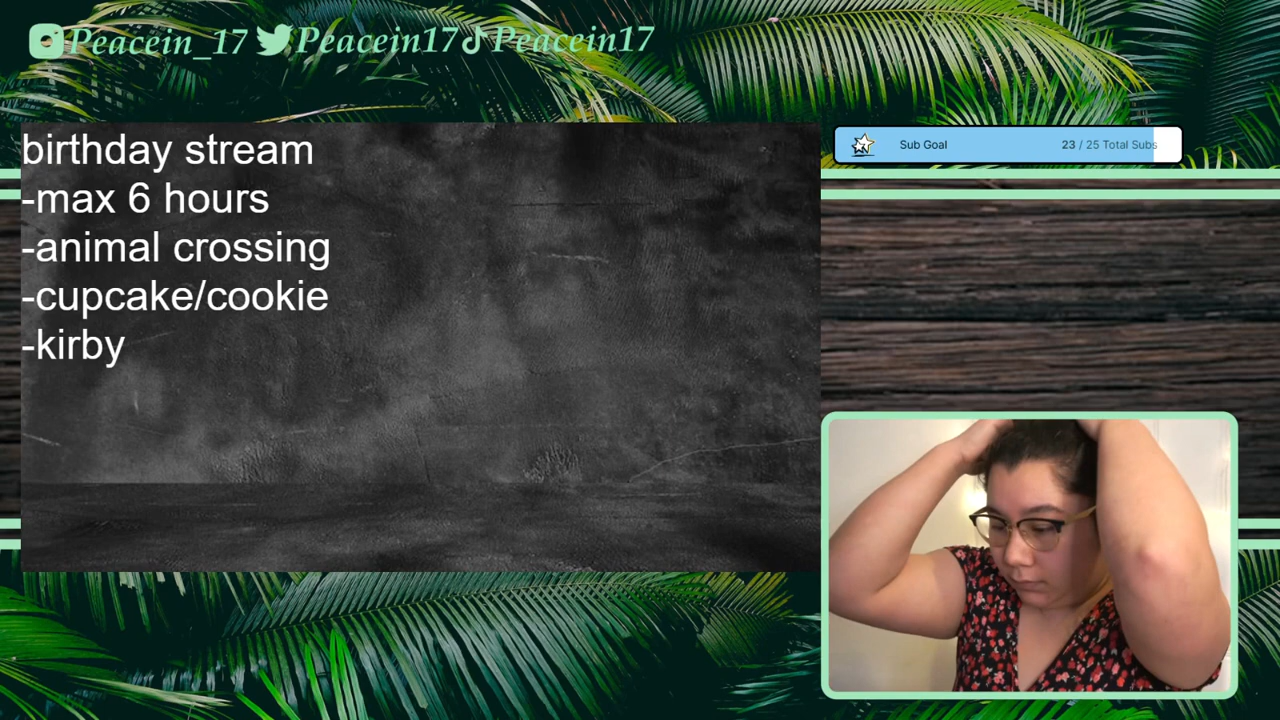 Peacein_17 Peacein17 Peacein17
Sub Goal 23 / 25 Total Subs
birthday stream
-max 6 hours
-animal crossing
-cupcake/cookie
-kirby